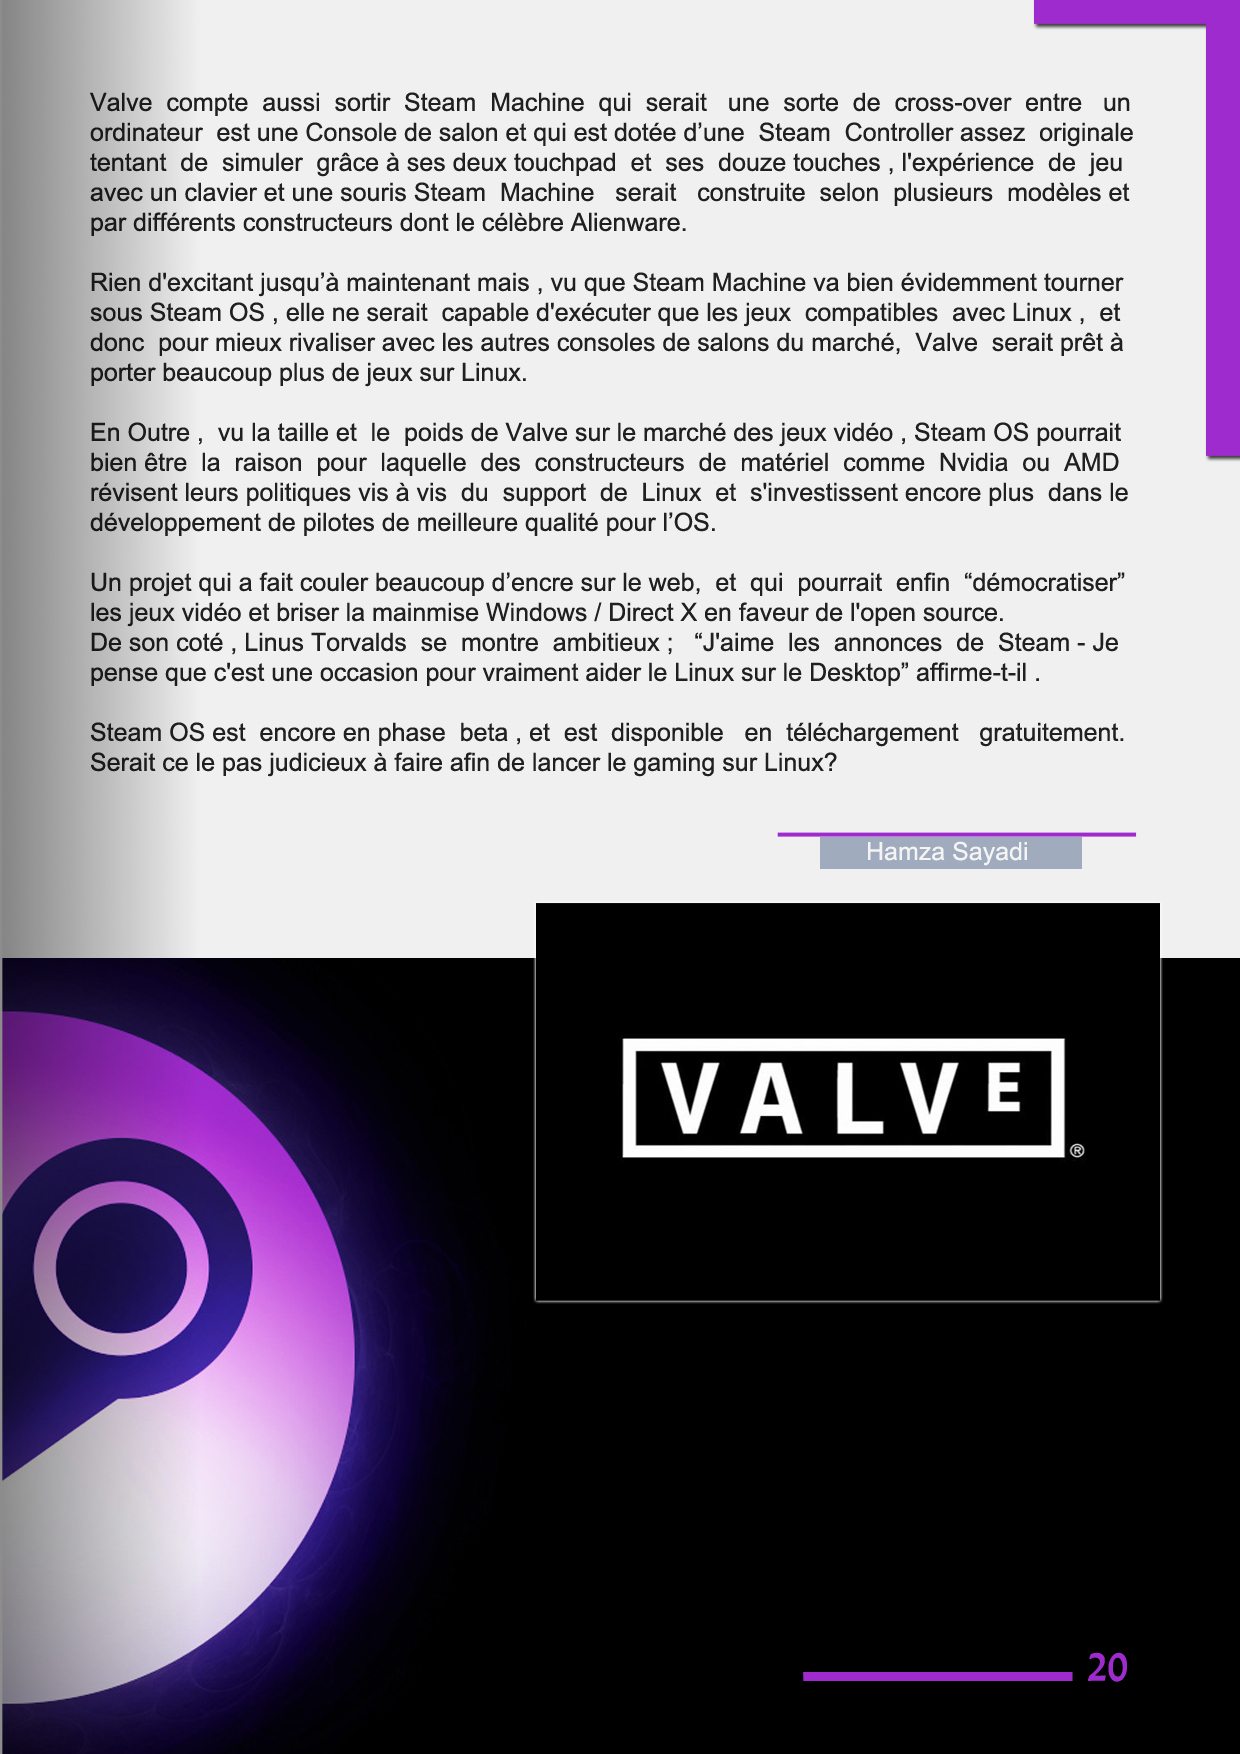 Valve compte aussi sortir Steam Machine qui serait une sorte de cross-over entre un
ordinateur est une Console de salon et qui est dotée d’une Steam Controller assez originale
tentant de simuler grâce à ses deux touchpad et ses douze touches , l'expérience de jeu
avec un clavier et une souris Steam Machine serait construite selon plusieurs modèles et
par différents constructeurs dont le célèbre Alienware.
Rien d'excitant jusqu’à maintenant mais , vu que Steam Machine va bien évidemment tourner
sous Steam OS , elle ne serait capable d'exécuter que les jeux compatibles avec Linux , et
donc pour mieux rivaliser avec les autres consoles de salons du marché, Valve serait prêt à
porter beaucoup plus de jeux sur Linux.
En Outre , vu la taille et le poids de Valve sur le marché des jeux vidéo , Steam OS pourrait
bien être la raison pour laquelle des constructeurs de matériel comme Nvidia ou AMD
révisent leurs politiques vis à vis du support de Linux et s'investissent encore plus dans le
développement de pilotes de meilleure qualité pour l’OS.
Un projet qui a fait couler beaucoup d’encre sur le web, et qui pourrait enfin “démocratiser”
les jeux vidéo et briser la mainmise Windows / Direct X en faveur de l'open source.
De son coté , Linus Torvalds se montre ambitieux ; “J'aime les annonces de Steam - Je
pense que c'est une occasion pour vraiment aider le Linux sur le Desktop” affirme-t-il .
Steam OS est encore en phase beta , et est disponible en téléchargement gratuitement.
Serait ce le pas judicieux à faire afin de lancer le gaming sur Linux?
Hamza Sayadi
VALVE®
20